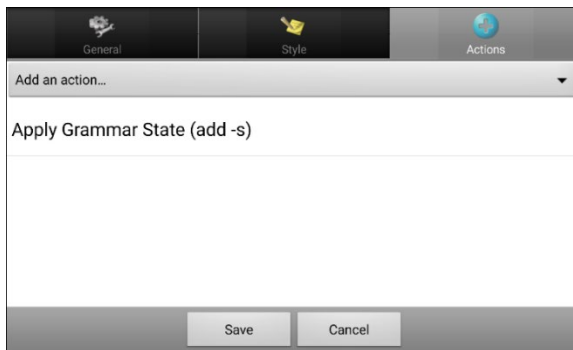 General Style Actions
Add an action...
Apply Grammar State (add -s)
Save Cancel